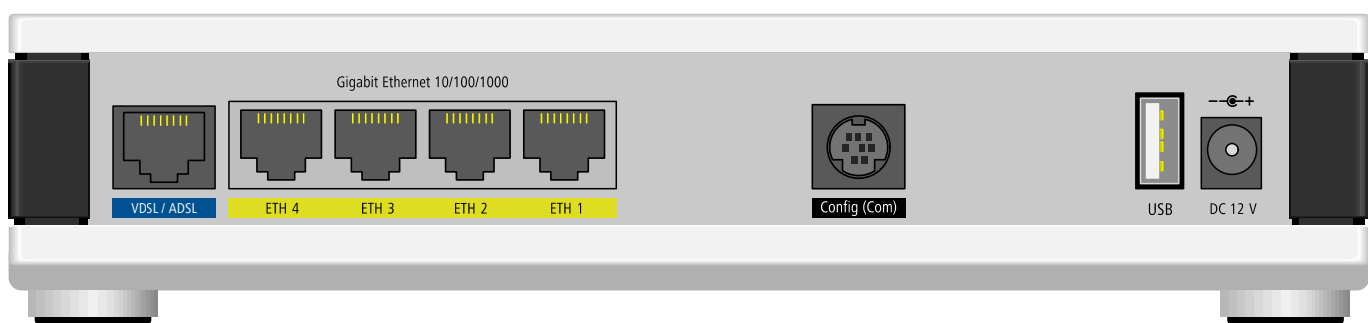 Gigabit Ethernet 10/100/1000
VDSL / ADSL
ETH 4
ETH 3
ETH 2
ETH 1
Config (Com)
USB
DC 12 V